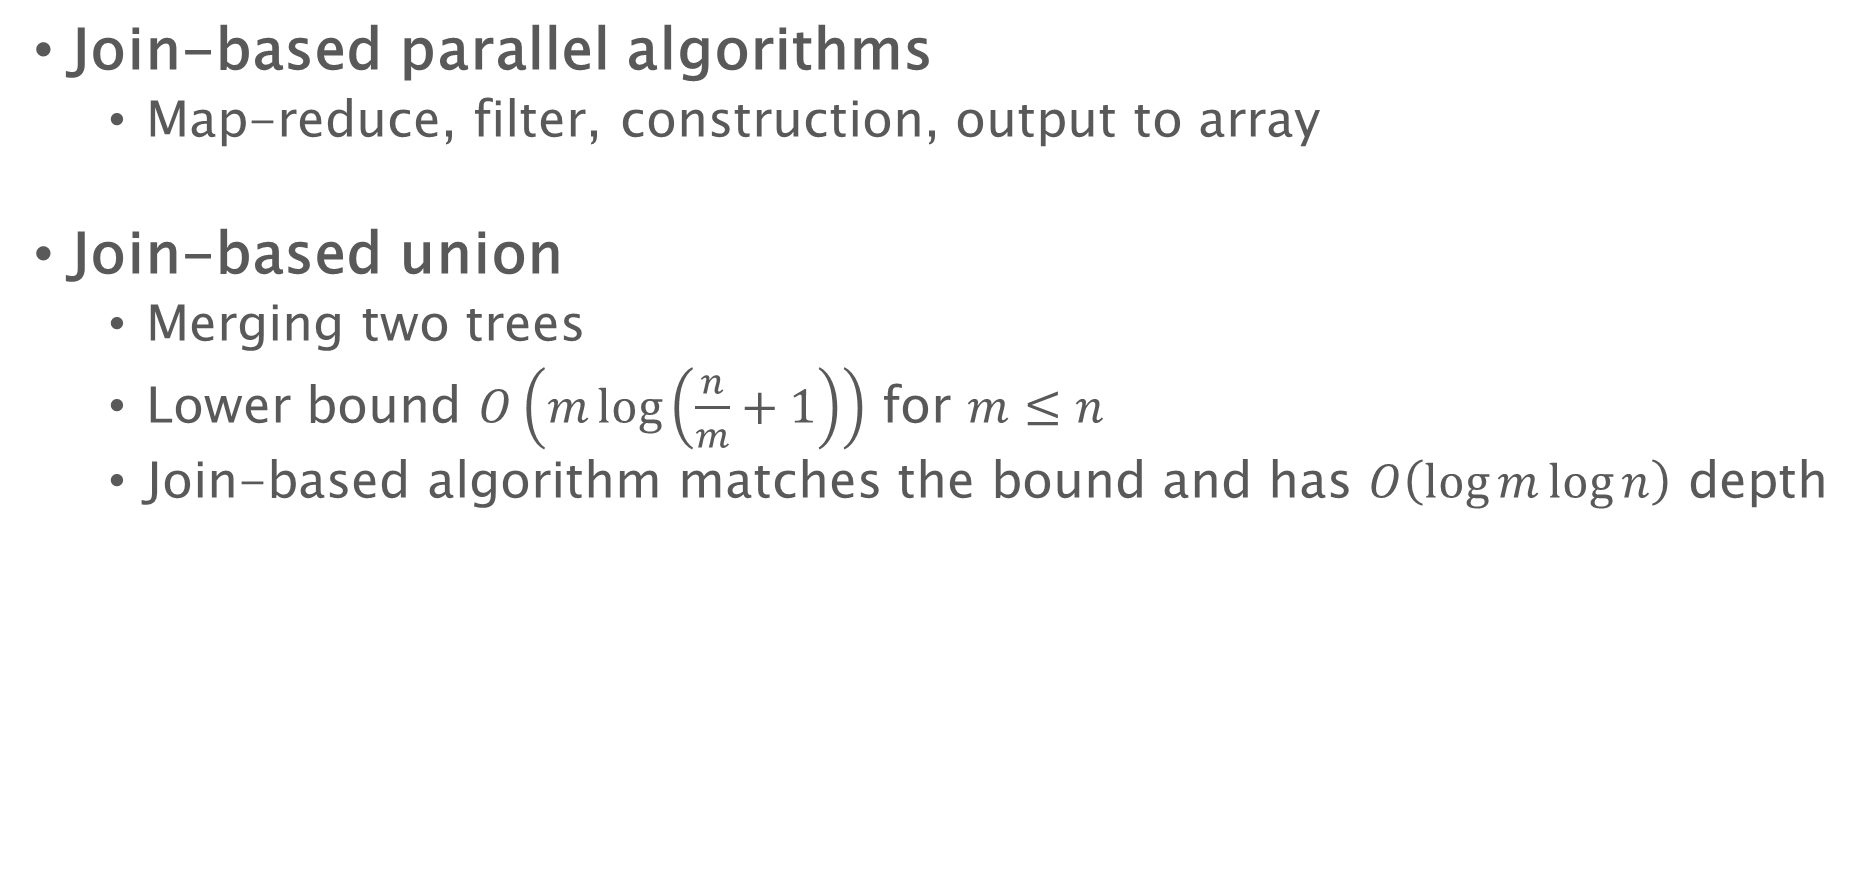 • Join-based parallel algorithms
• Map-reduce, filter, construction, output to array
• Join-based union
• Merging two trees
• Lower bound O(m log(n/m + 1)) for m ≤ n
• Join-based algorithm matches the bound and has O(log m log n) depth